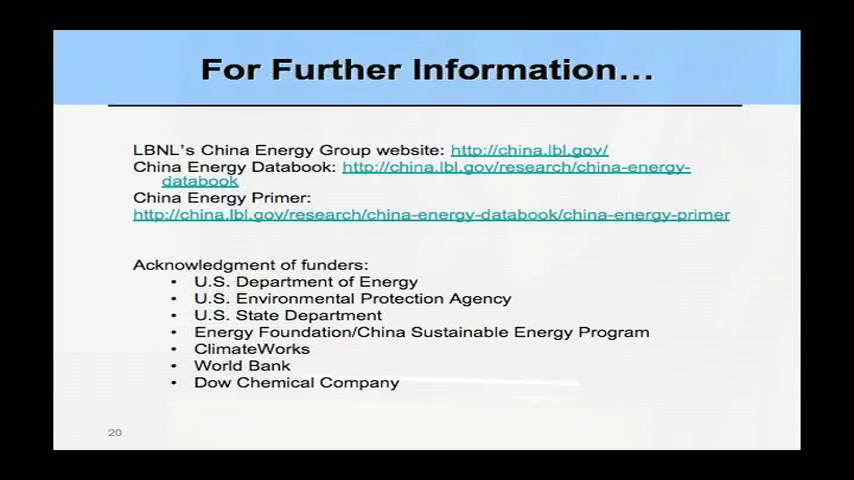 For Further Information…
LBNL's China Energy Group website: http://china.lbl.gov/
China Energy Databook: http://china.lbl.gov/research/china-energy-
databook
China Energy Primer:
http://china.lbl.gov/research/china-energy-databook/china-energy-primer
Acknowledgment of funders:
• U.S. Department of Energy
• U.S. Environmental Protection Agency
• U.S. State Department
• Energy Foundation/China Sustainable Energy Program
• ClimateWorks
• World Bank
• Dow Chemical Company
20